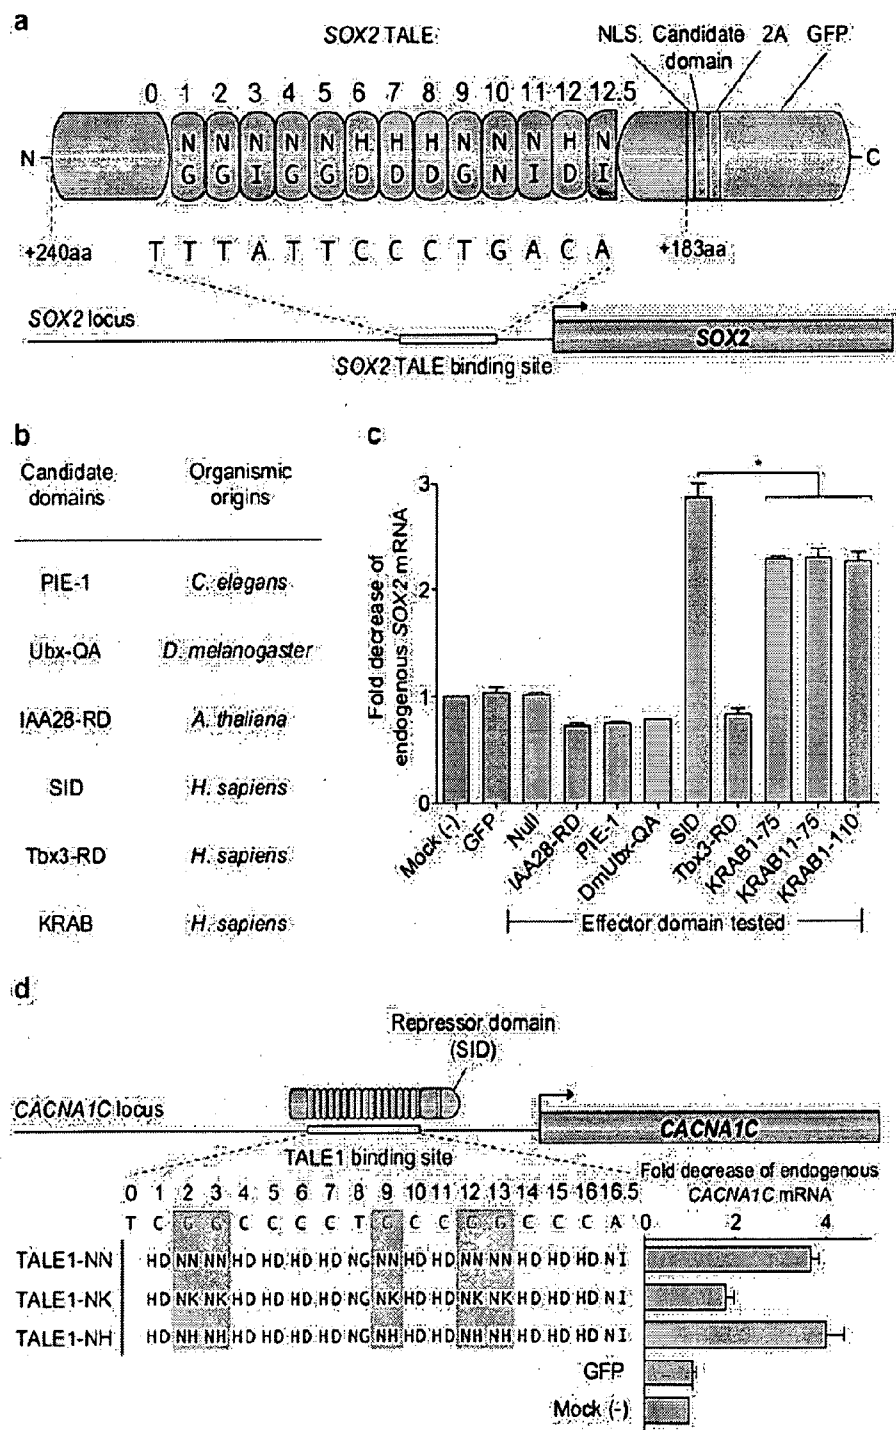 a
SOX2 TALE
NLS Candidate domain 2A GFP
0 1 2 3 4 5 6 7 8 9 10 11 12 12.5
N N N N N H H H N N N H N
G G I G G D D D G N I D I
N
C
+240aa
T T T A T T C C C T G A C A
+183aa
SOX2 locus
SOX2
SOX2 TALE binding site
b
Candidate domains
Organismic origins
PIE-1 C. elegans
Ubx-QA D. melanogaster
IAA28-RD A. thaliana
SID H. sapiens
Tbx3-RD H. sapiens
KRAB H. sapiens
c
Fold decrease of endogenous SOX2 mRNA
3
2
1
0
*
Mock (-)
GFP
Null
IAA28-RD
PIE-1
DmUbx-QA
SID
Tbx3-RD
KRAB1-75
KRAB11-75
KRAB1-110
Effector domain tested
d
Repressor domain (SID)
CACNA1C locus
CACNA1C
TALE1 binding site
Fold decrease of endogenous CACNA1C mRNA
0 1 2 3 4 5 6 7 8 9 10 11 12 13 14 15 16 16.5
0 2 4
T C G G C C C C T G C C G G C C C A
TALE1-NN HD NN NN HD HD HD HD NG NN HD HD NN NN HD HD HD NI
TALE1-NK HD NK NK HD HD HD HD NG NK HD HD NK NK HD HD HD NI
TALE1-NH HD NH NH HD HD HD HD NG NH HD HD NH NH HD HD HD NI
GFP
Mock (-)